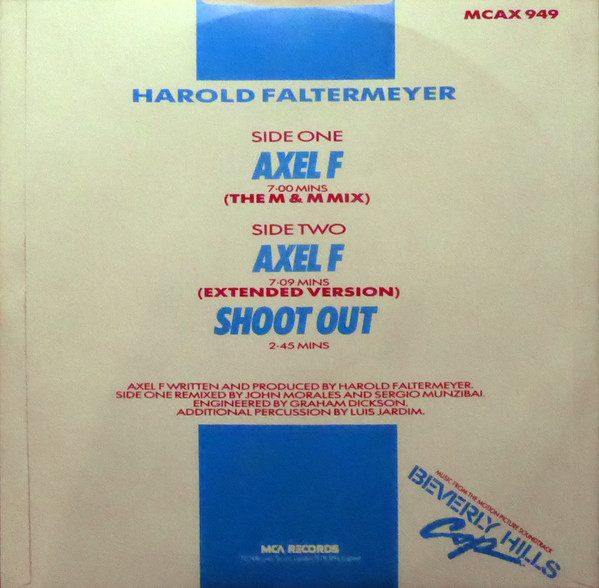 MCAX 949
HAROLD FALTERMEYER
SIDE ONE
AXEL F
7·00 MINS
(THE M & M MIX)
SIDE TWO
AXEL F
7·09 MINS
(EXTENDED VERSION)
SHOOT OUT
2·45 MINS
AXEL F WRITTEN AND PRODUCED BY HAROLD FALTERMEYER.
SIDE ONE REMIXED BY JOHN MORALES AND SERGIO MUNZIBAI.
ENGINEERED BY GRAHAM DICKSON.
ADDITIONAL PERCUSSION BY LUIS JARDIM.
MUSIC FROM THE MOTION PICTURE SOUNDTRACK
BEVERLY HILLS
Cop
MCA RECORDS